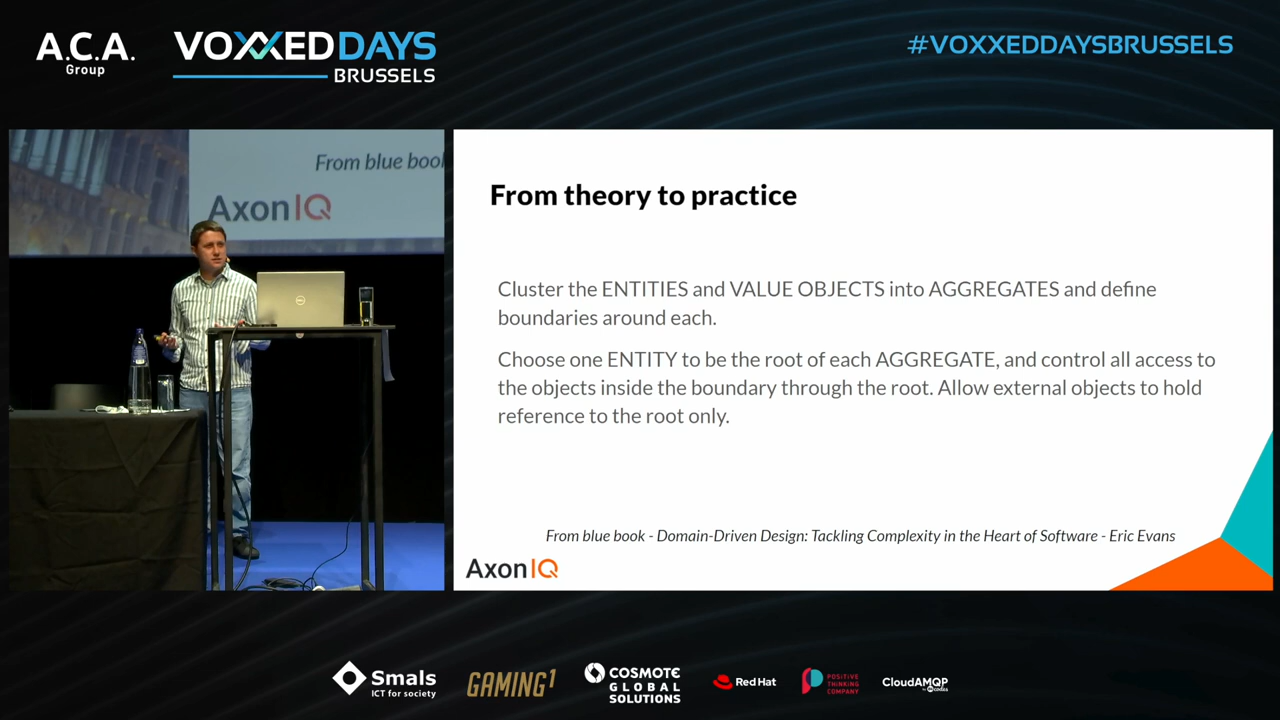 A.C.A.
Group
VOXXED DAYS
BRUSSELS
#VOXXEDDAYSBRUSSELS
From blue book
AxonIQ
From theory to practice
Cluster the ENTITIES and VALUE OBJECTS into AGGREGATES and define
boundaries around each.
Choose one ENTITY to be the root of each AGGREGATE, and control all access to
the objects inside the boundary through the root. Allow external objects to hold
reference to the root only.
From blue book - Domain-Driven Design: Tackling Complexity in the Heart of Software - Eric Evans
AxonIQ
Smals
ICT for society
GAMING1
COSMOTE
GLOBAL
SOLUTIONS
Red Hat
POSITIVE
THINKING
COMPANY
CloudAMQP